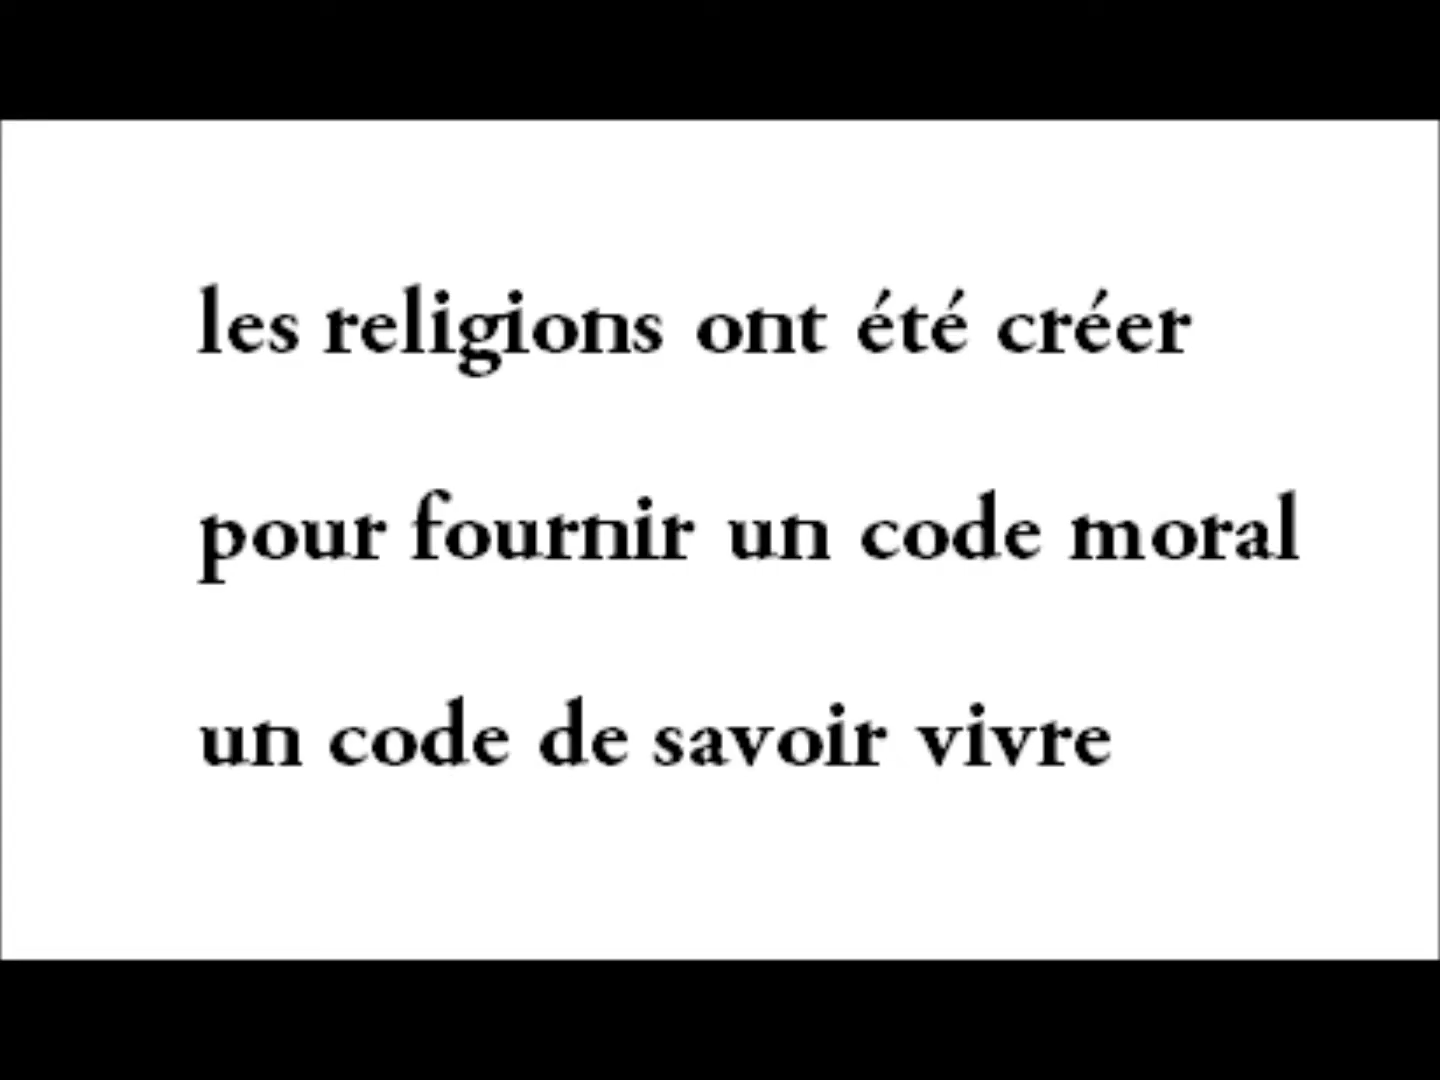 les religions ont été créer
pour fournir un code moral
un code de savoir vivre